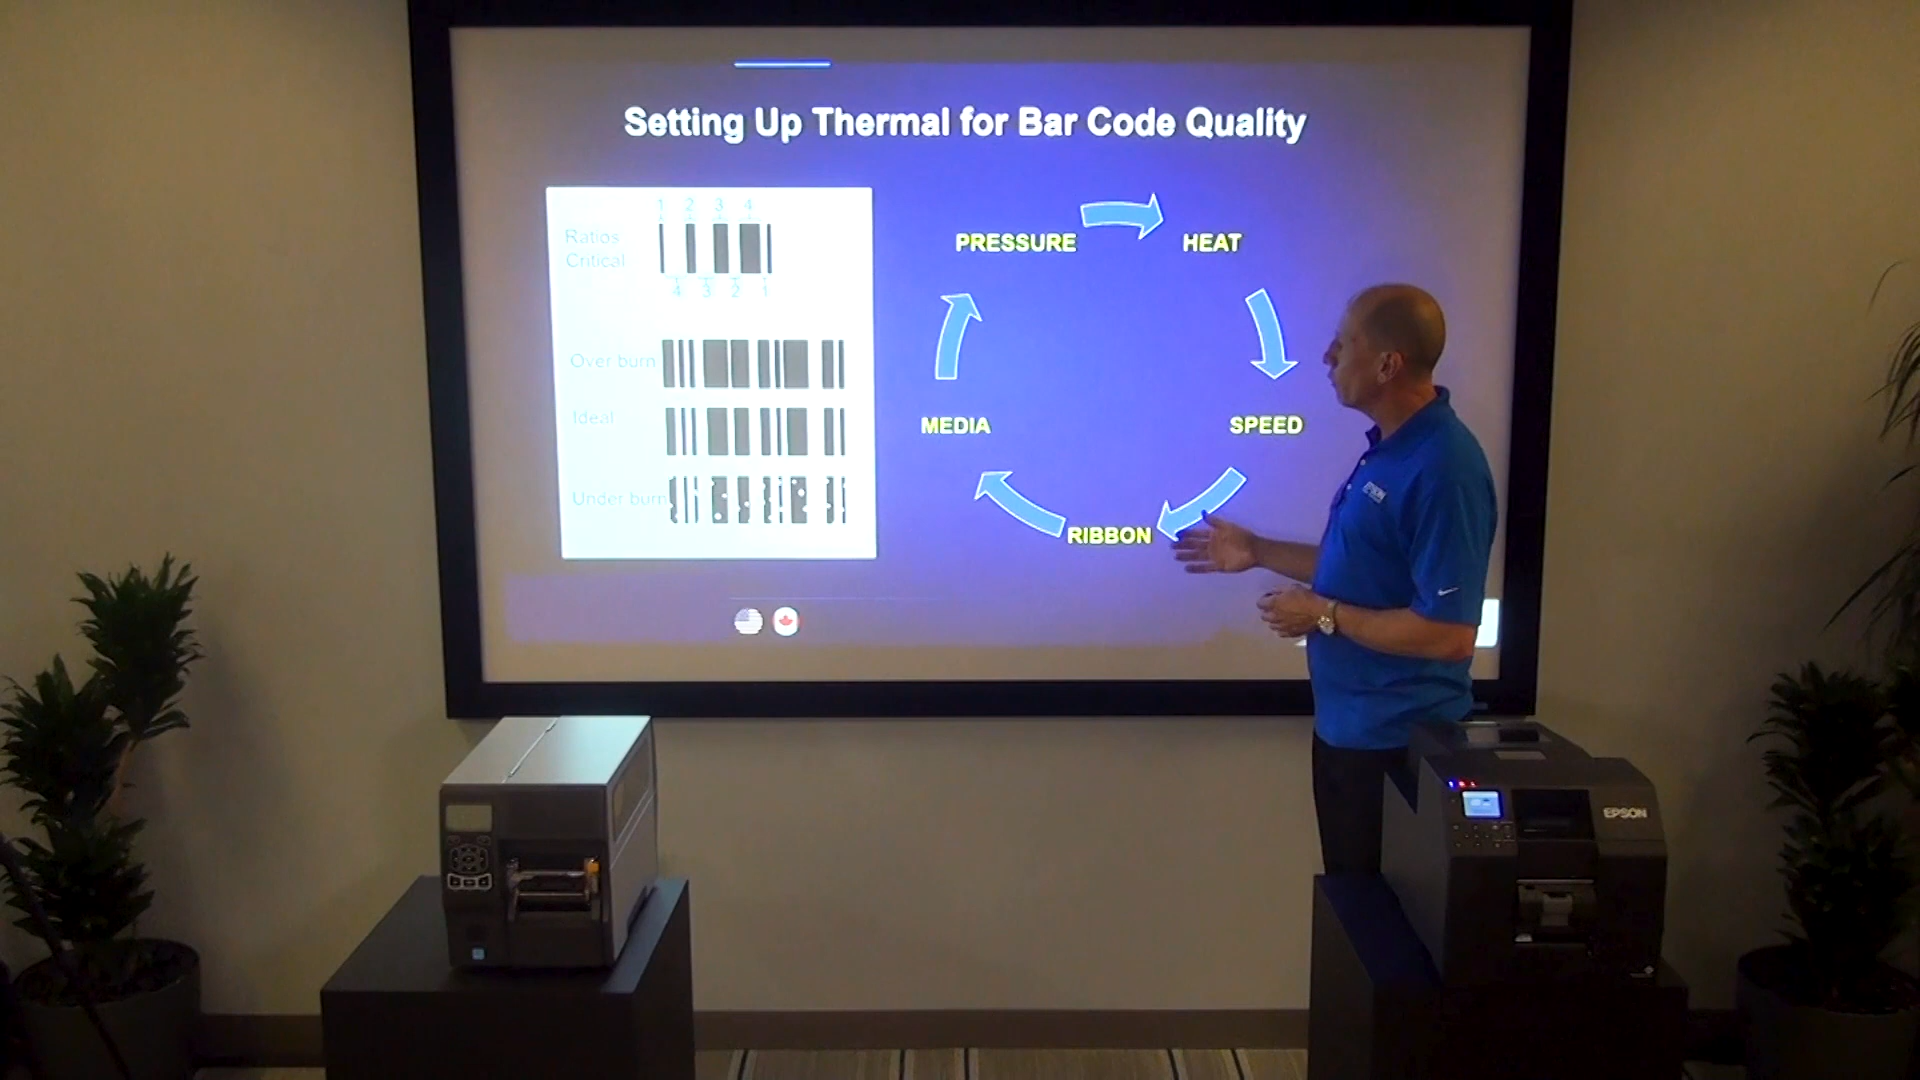 Setting Up Thermal for Bar Code Quality
1 2 3 4
Ratios
Critical
4 3 2 1
Over burn
Ideal
Under burn
PRESSURE
HEAT
SPEED
RIBBON
MEDIA
EPSON
EPSON